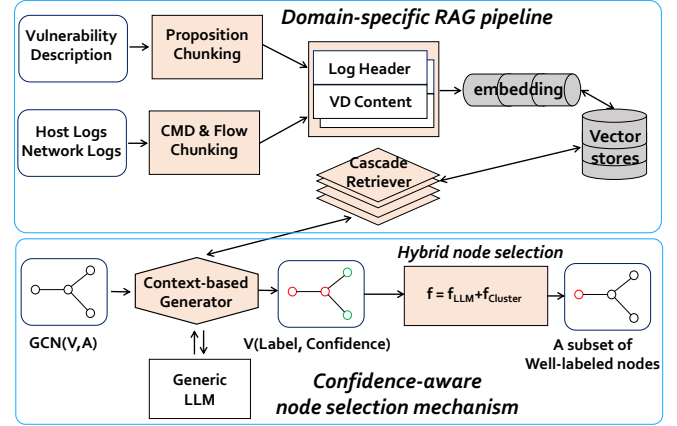 Domain-specific RAG pipeline
Vulnerability
Description
Proposition
Chunking
Log Header
VD Content
embedding
Host Logs
Network Logs
CMD & Flow
Chunking
Vector
stores
Cascade
Retriever
Hybrid node selection
GCN(V,A)
Context-based
Generator
V(Label, Confidence)
f = fLLM+fCluster
A subset of
Well-labeled nodes
Generic
LLM
Confidence-aware
node selection mechanism